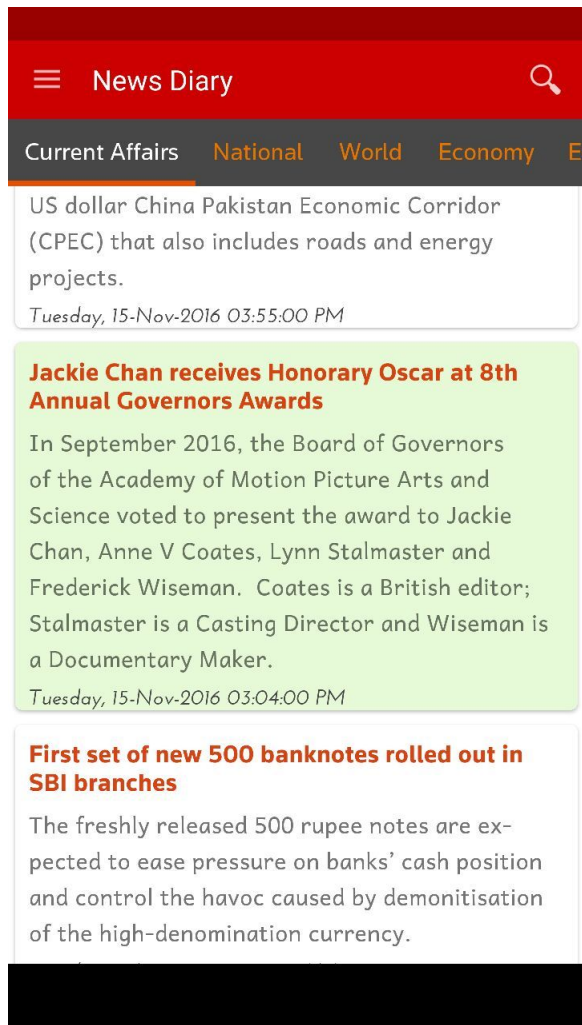 News Diary
Current Affairs National World Economy E
US dollar China Pakistan Economic Corridor
(CPEC) that also includes roads and energy
projects.
Tuesday, 15-Nov-2016 03:55:00 PM
Jackie Chan receives Honorary Oscar at 8th
Annual Governors Awards
In September 2016, the Board of Governors
of the Academy of Motion Picture Arts and
Science voted to present the award to Jackie
Chan, Anne V Coates, Lynn Stalmaster and
Frederick Wiseman.  Coates is a British editor;
Stalmaster is a Casting Director and Wiseman is
a Documentary Maker.
Tuesday, 15-Nov-2016 03:04:00 PM
First set of new 500 banknotes rolled out in
SBI branches
The freshly released 500 rupee notes are ex-
pected to ease pressure on banks’ cash position
and control the havoc caused by demonitisation
of the high-denomination currency.